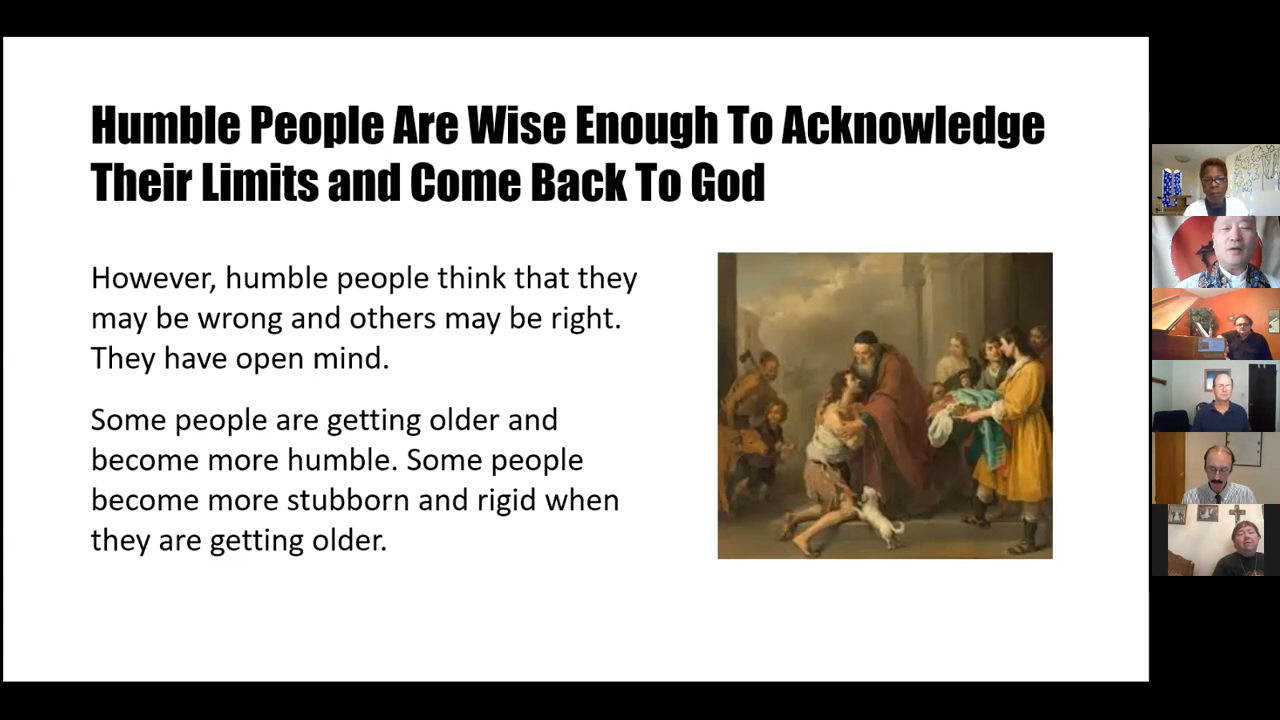 Humble People Are Wise Enough To Acknowledge
Their Limits and Come Back To God
However, humble people think that they
may be wrong and others may be right.
They have open mind.
Some people are getting older and
become more humble. Some people
become more stubborn and rigid when
they are getting older.